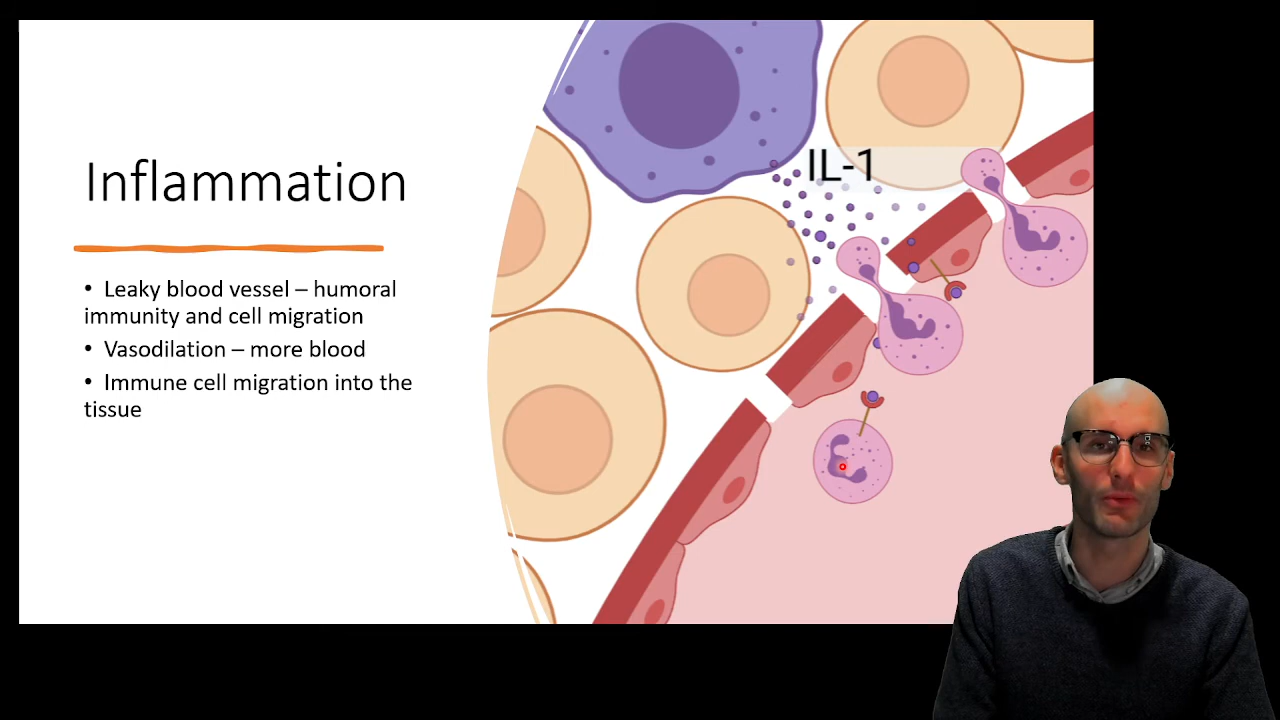 Inflammation
• Leaky blood vessel – humoral
immunity and cell migration
• Vasodilation – more blood
• Immune cell migration into the
tissue
IL-1